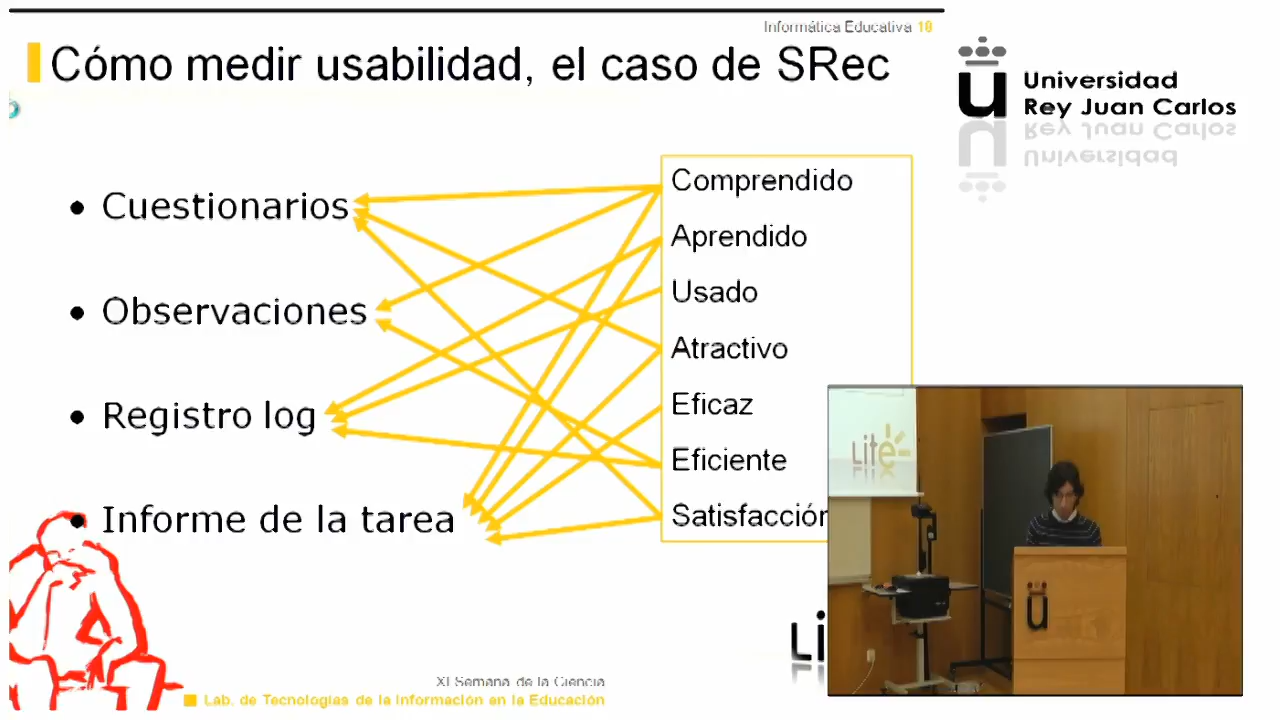 Informática Educativa 18
Cómo medir usabilidad, el caso de SRec
Universidad
Rey Juan Carlos
• Cuestionarios
• Observaciones
• Registro log
• Informe de la tarea
Comprendido
Aprendido
Usado
Atractivo
Eficaz
Eficiente
Satisfacción
Lite
XI Semana de la Ciencia
Lab. de Tecnologías de la Información en la Educación